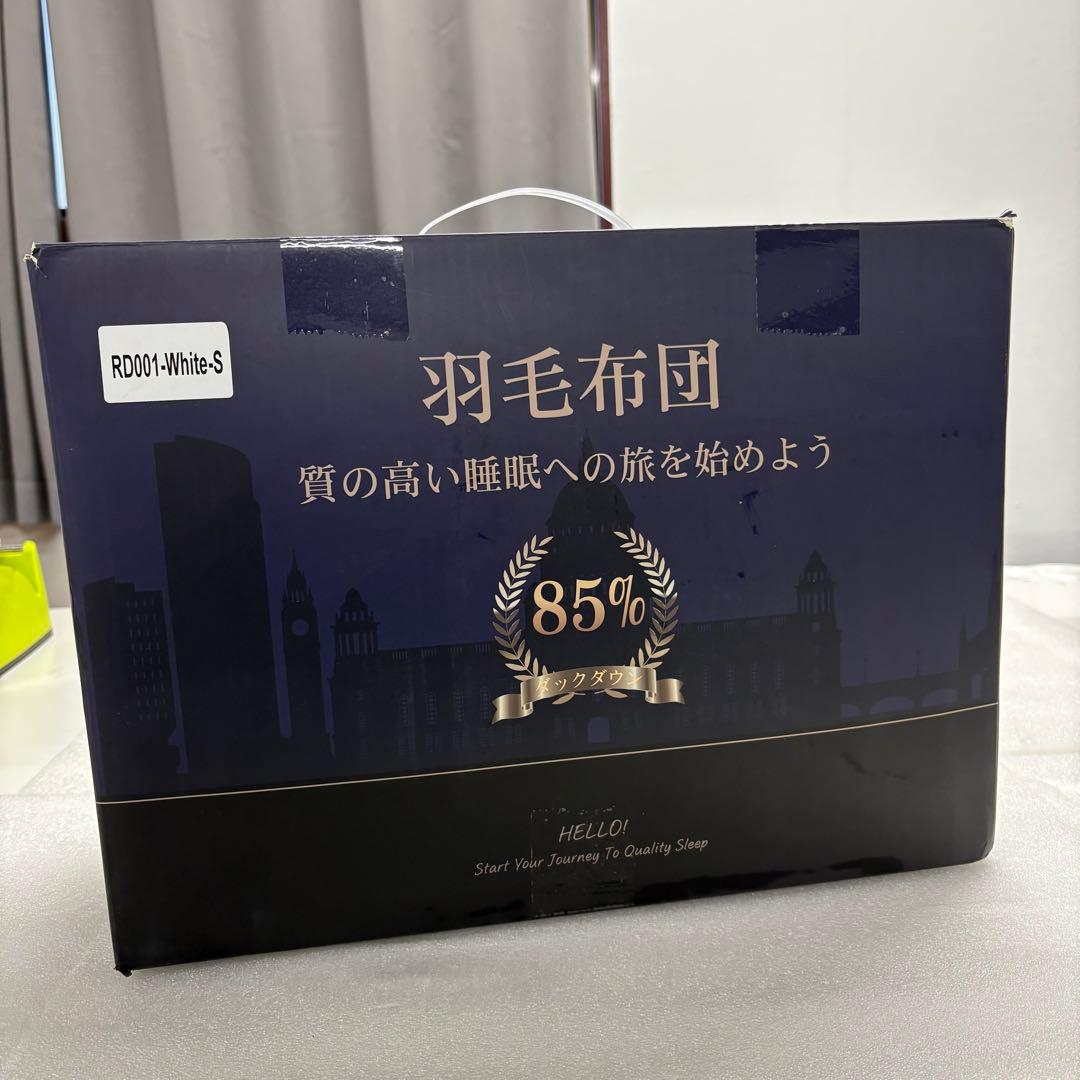 RD001-White-S
羽毛布団
質の高い睡眠への旅を始めよう
85%
ダックダウン
HELLO!
Start Your Journey To Quality Sleep